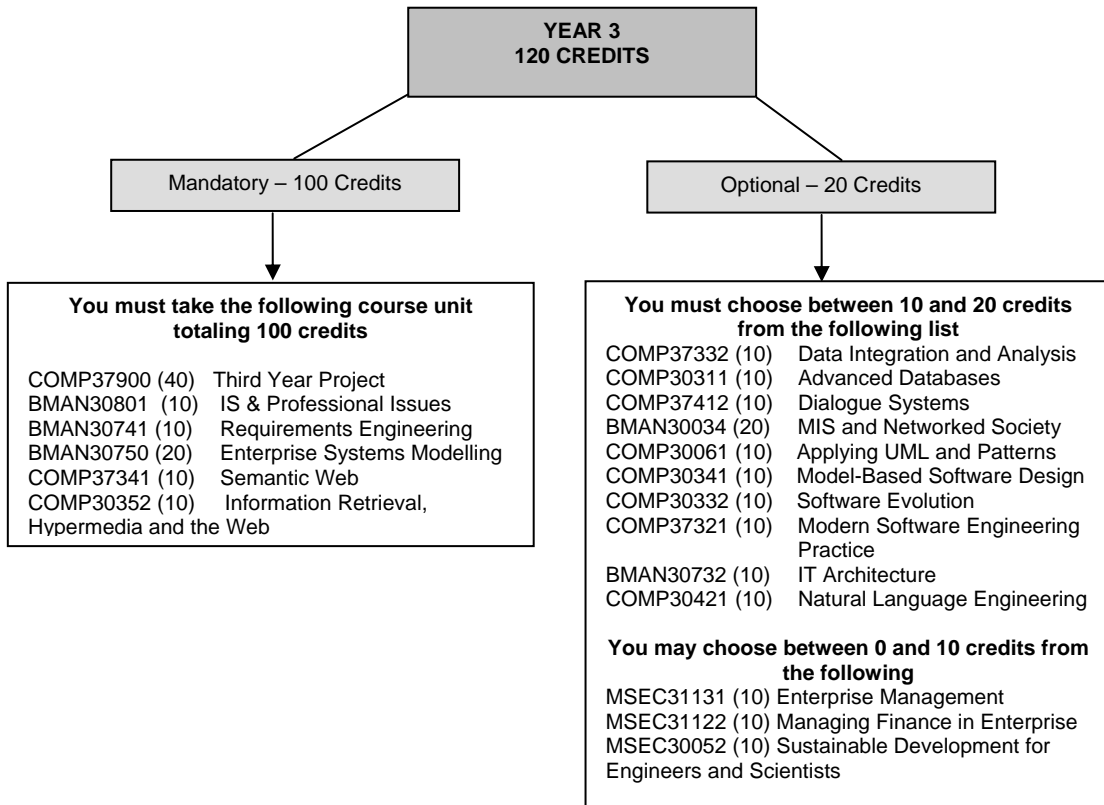 YEAR 3
120 CREDITS
Mandatory – 100 Credits
Optional – 20 Credits
You must take the following course unit
totaling 100 credits
COMP37900 (40) Third Year Project
BMAN30801 (10) IS & Professional Issues
BMAN30741 (10) Requirements Engineering
BMAN30750 (20) Enterprise Systems Modelling
COMP37341 (10) Semantic Web
COMP30352 (10) Information Retrieval,
Hypermedia and the Web
You must choose between 10 and 20 credits
from the following list
COMP37332 (10) Data Integration and Analysis
COMP30311 (10) Advanced Databases
COMP37412 (10) Dialogue Systems
BMAN30034 (20) MIS and Networked Society
COMP30061 (10) Applying UML and Patterns
COMP30341 (10) Model-Based Software Design
COMP30332 (10) Software Evolution
COMP37321 (10) Modern Software Engineering
Practice
BMAN30732 (10) IT Architecture
COMP30421 (10) Natural Language Engineering
You may choose between 0 and 10 credits from
the following
MSEC31131 (10) Enterprise Management
MSEC31122 (10) Managing Finance in Enterprise
MSEC30052 (10) Sustainable Development for
Engineers and Scientists